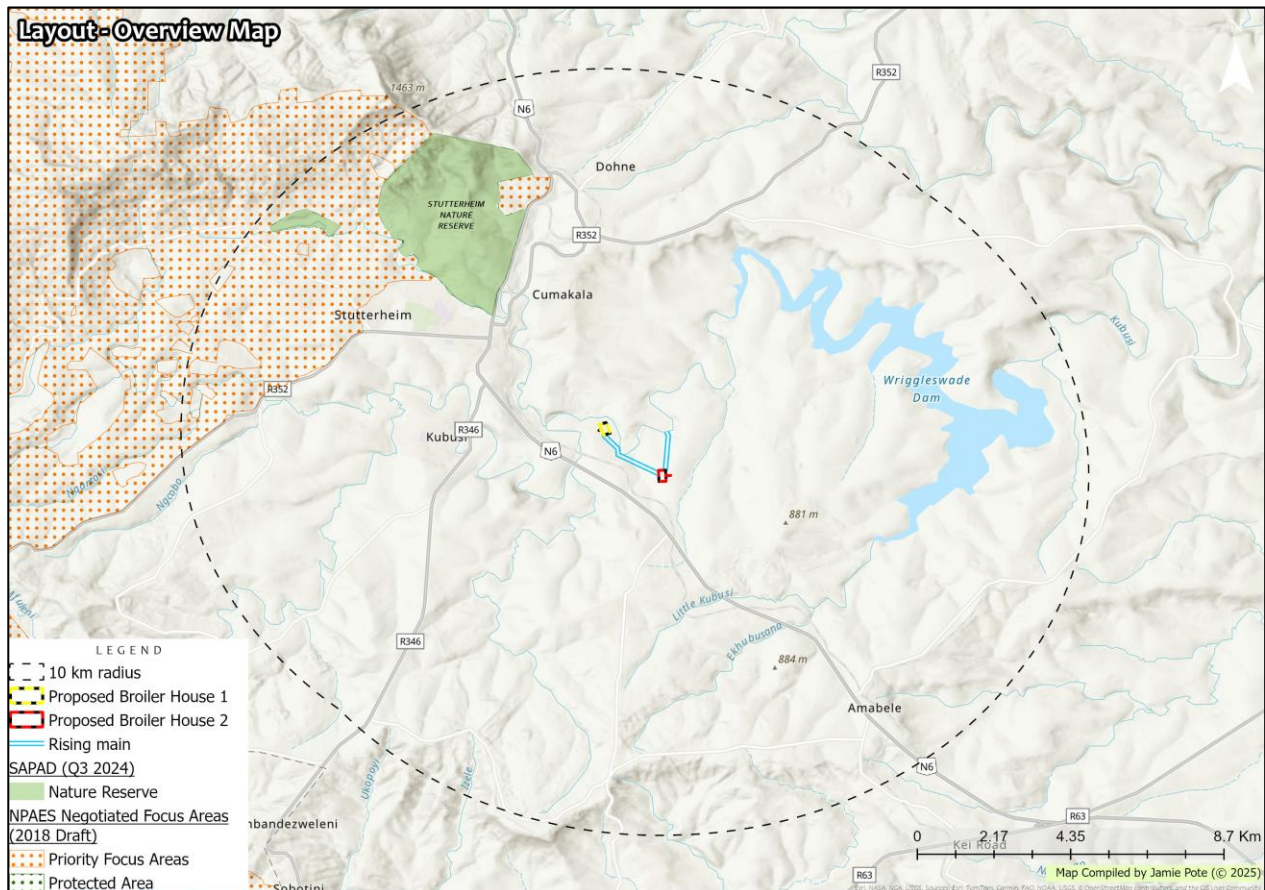 Layout - Overview Map
1463 m
R352
N6
Dohne
STUTTERHEIM
NATURE
RESERVE
R352
Cumakala
Stutterheim
Kubusi
Wriggleswade
Dam
R352
Kubusi
R346
N6
Ngcobo
881 m
Little Kubusi
Ekhubusana
884 m
R346
Amabele
Ukopoyi
Izele
N6
R63
mbandezweleni
Kei Road
R63
Sobotini
LEGEND
10 km radius
Proposed Broiler House 1
Proposed Broiler House 2
Rising main
SAPAD (Q3 2024)
Nature Reserve
NPAES Negotiated Focus Areas
(2018 Draft)
Priority Focus Areas
Protected Area
0 2.17 4.35 8.7 Km
Map Compiled by Jamie Pote (© 2025)